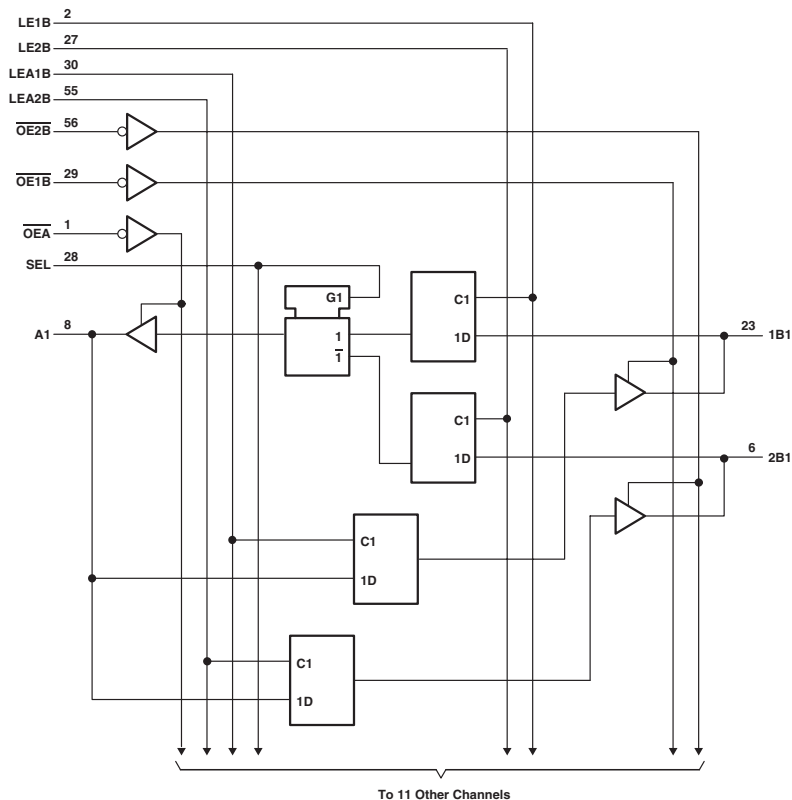 LE1B 2
LE2B 27
LEA1B 30
LEA2B 55
OE2B 56
OE1B 29
OEA 1
SEL 28
G1
C1
A1 8
1
1D
23 1B1
1
C1
1D
6 2B1
C1
1D
C1
1D
To 11 Other Channels